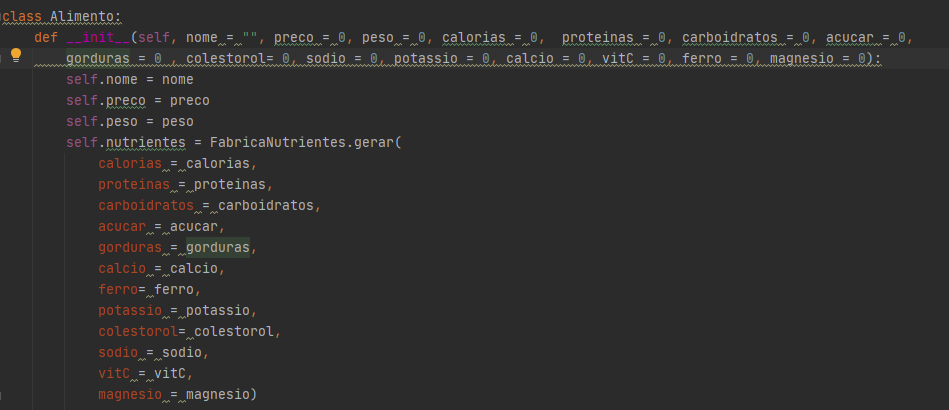 class Alimento:
def __init__(self, nome = "", preco = 0, peso = 0, calorias = 0,  proteinas = 0, carboidratos = 0, acucar = 0,
gorduras = 0 , colestorol= 0, sodio = 0, potassio = 0, calcio = 0, vitC = 0, ferro = 0, magnesio = 0):
self.nome = nome
self.preco = preco
self.peso = peso
self.nutrientes = FabricaNutrientes.gerar(
calorias = calorias,
proteinas = proteinas,
carboidratos = carboidratos,
acucar = acucar,
gorduras = gorduras,
calcio = calcio,
ferro= ferro,
potassio = potassio,
colestorol= colestorol,
sodio = sodio,
vitC = vitC,
magnesio = magnesio)